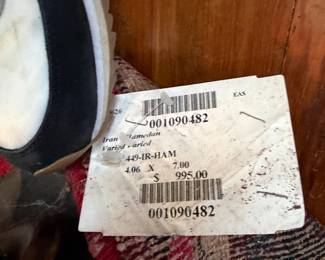 EAS
001090482
Iran Hamedan
Varied Varied
449-IR-HAM
4.06 X 7.00
$ 995.00
001090482